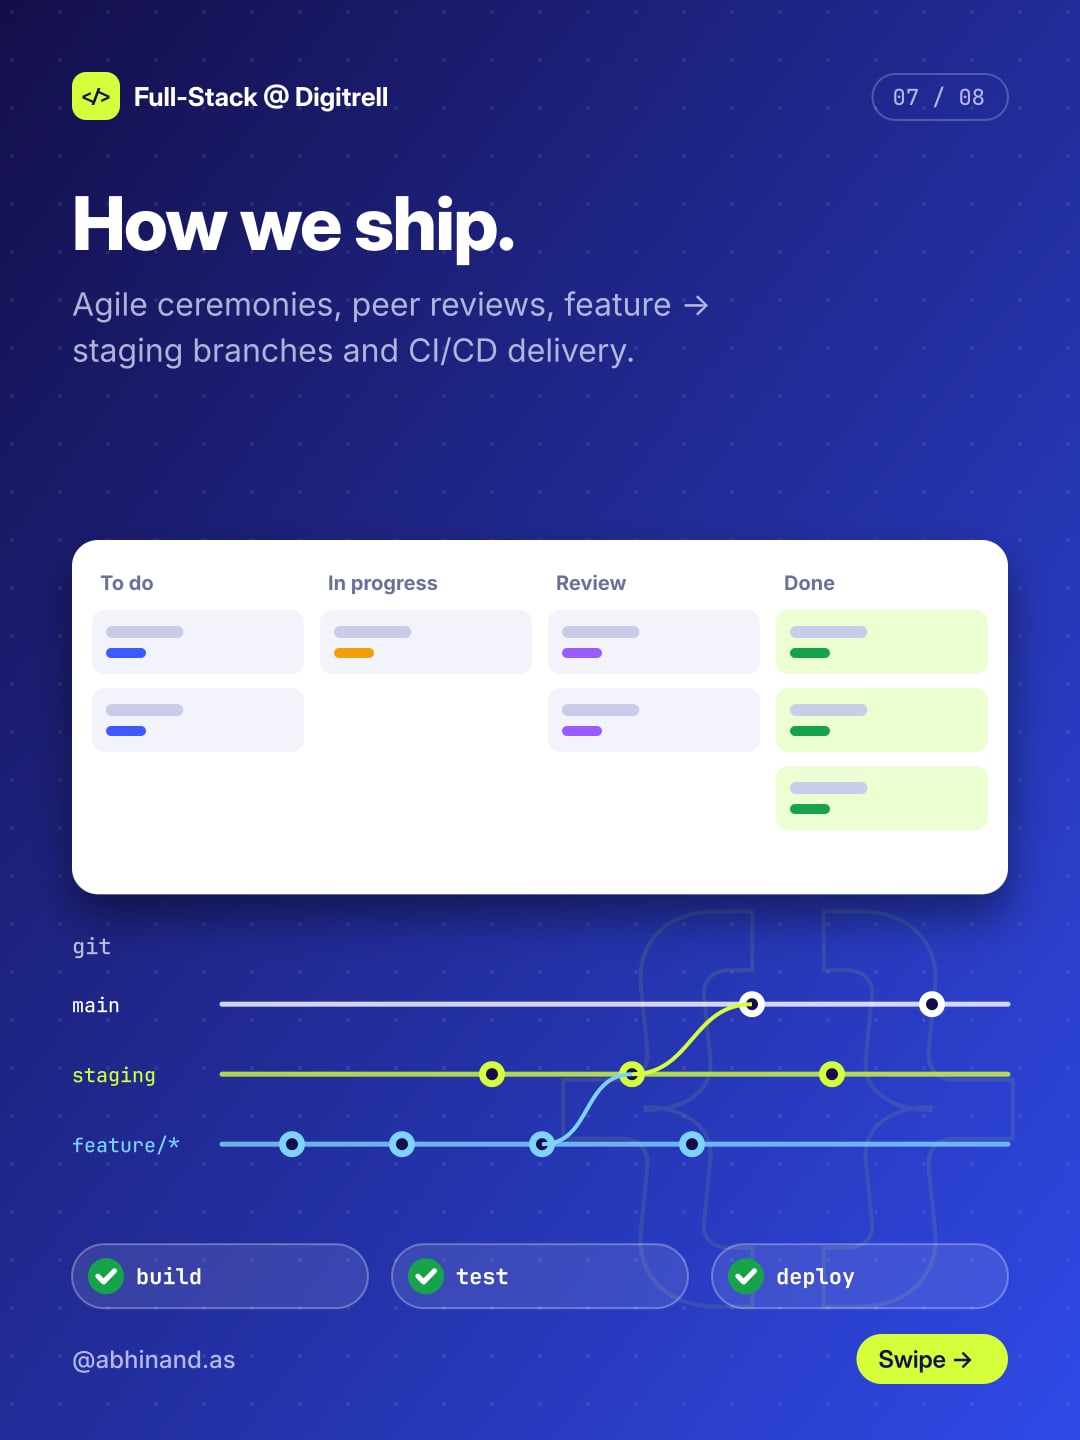 </> Full-Stack @ Digitrell
07 / 08
How we ship.
Agile ceremonies, peer reviews, feature →
staging branches and CI/CD delivery.
To do In progress Review Done
git
main
staging
feature/*
build test deploy
@abhinand.as
Swipe →